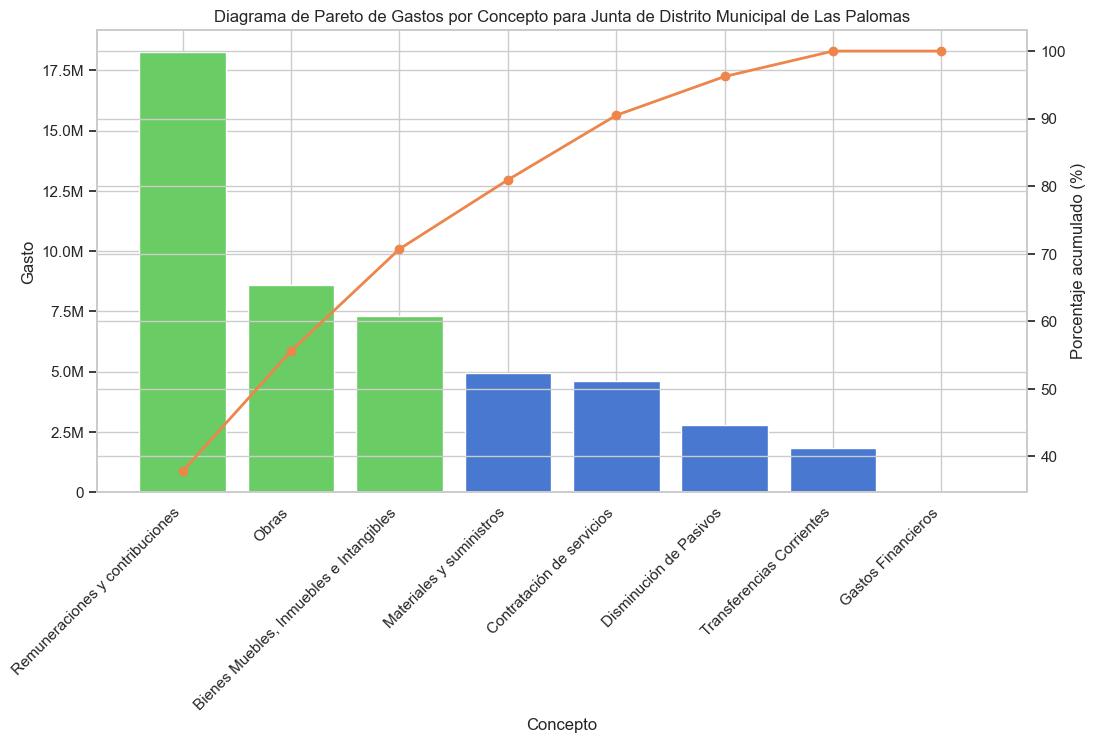 Diagrama de Pareto de Gastos por Concepto para Junta de Distrito Municipal de Las Palomas
Gasto
17.5M
15.0M
12.5M
10.0M
7.5M
5.0M
2.5M
0
Porcentaje acumulado (%)
100
90
80
70
60
50
40
Remuneraciones y contribuciones
Obras
Bienes Muebles, Inmuebles e Intangibles
Materiales y suministros
Contratación de servicios
Disminución de Pasivos
Transferencias Corrientes
Gastos Financieros
Concepto